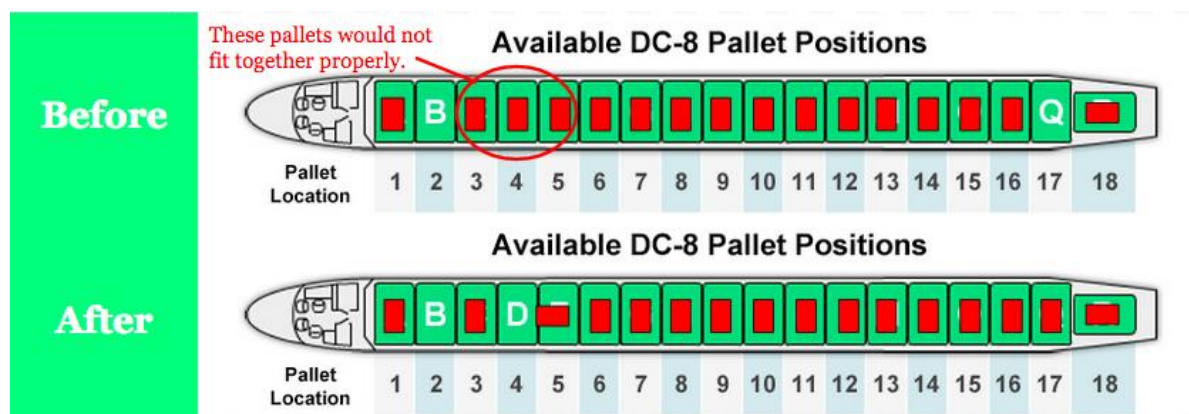 These pallets would not
fit together properly.
Available DC-8 Pallet Positions
Before
B
Q
Pallet
Location
1 2 3 4 5 6 7 8 9 10 11 12 13 14 15 16 17 18
Available DC-8 Pallet Positions
After
B
D
Pallet
Location
1 2 3 4 5 6 7 8 9 10 11 12 13 14 15 16 17 18